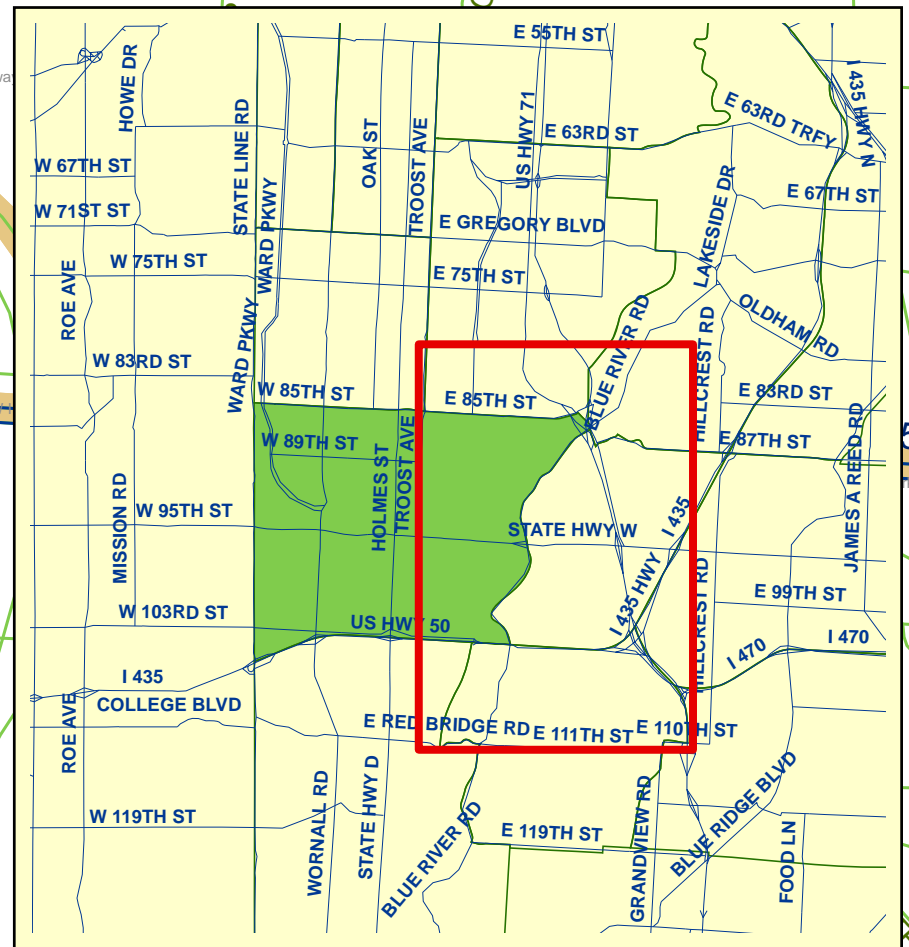 E 55TH ST
HOWE DR
I 435 HWY N
US HWY 71
E 63RD TRFY
STATE LINE RD
OAK ST
TROOST AVE
E 63RD ST
W 67TH ST
LAKESIDE DR
E 67TH ST
W 71ST ST
WARD PKWY
E GREGORY BLVD
W 75TH ST
E 75TH ST
ROE AVE
WARD PKWY
BLUE RIVER RD
OLDHAM RD
HILLCREST RD
W 83RD ST
W 85TH ST
E 85TH ST
E 83RD ST
W 89TH ST
E 87TH ST
HOLMES ST
TROOST AVE
JAMES A REED RD
MISSION RD
W 95TH ST
STATE HWY W
I 435
I 435 HWY
HILLCREST RD
E 99TH ST
W 103RD ST
US HWY 50
I 470
I 470
I 435
COLLEGE BLVD
ROE AVE
E RED BRIDGE RD
E 111TH ST
E 110TH ST
W 119TH ST
WORNALL RD
STATE HWY D
BLUE RIVER RD
E 119TH ST
GRANDVIEW RD
BLUE RIDGE BLVD
FOOD LN